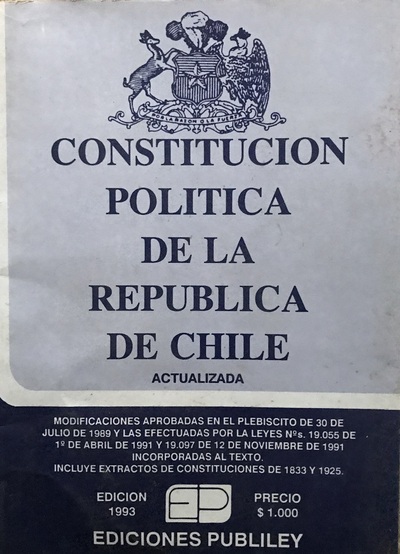 POR LA RAZON O LA FUERZA
CONSTITUCION
POLITICA
DE LA
REPUBLICA
DE CHILE
ACTUALIZADA
MODIFICACIONES APROBADAS EN EL PLEBISCITO DE 30 DE
JULIO DE 1989 Y LAS EFECTUADAS POR LA LEYES Nºs. 19.055 DE
1º DE ABRIL DE 1991 Y 19.097 DE 12 DE NOVIEMBRE DE 1991
INCORPORADAS AL TEXTO.
INCLUYE EXTRACTOS DE CONSTITUCIONES DE 1833 Y 1925.
EDICION
1993
EP
PRECIO
$ 1.000
EDICIONES PUBLILEY